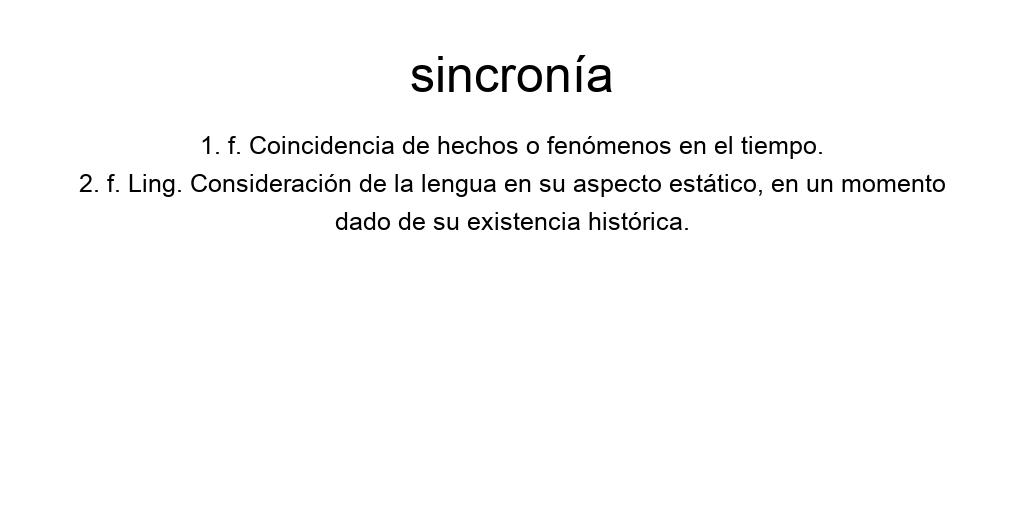 sincronía
1. f. Coincidencia de hechos o fenómenos en el tiempo.
2. f. Ling. Consideración de la lengua en su aspecto estático, en un momento
dado de su existencia histórica.